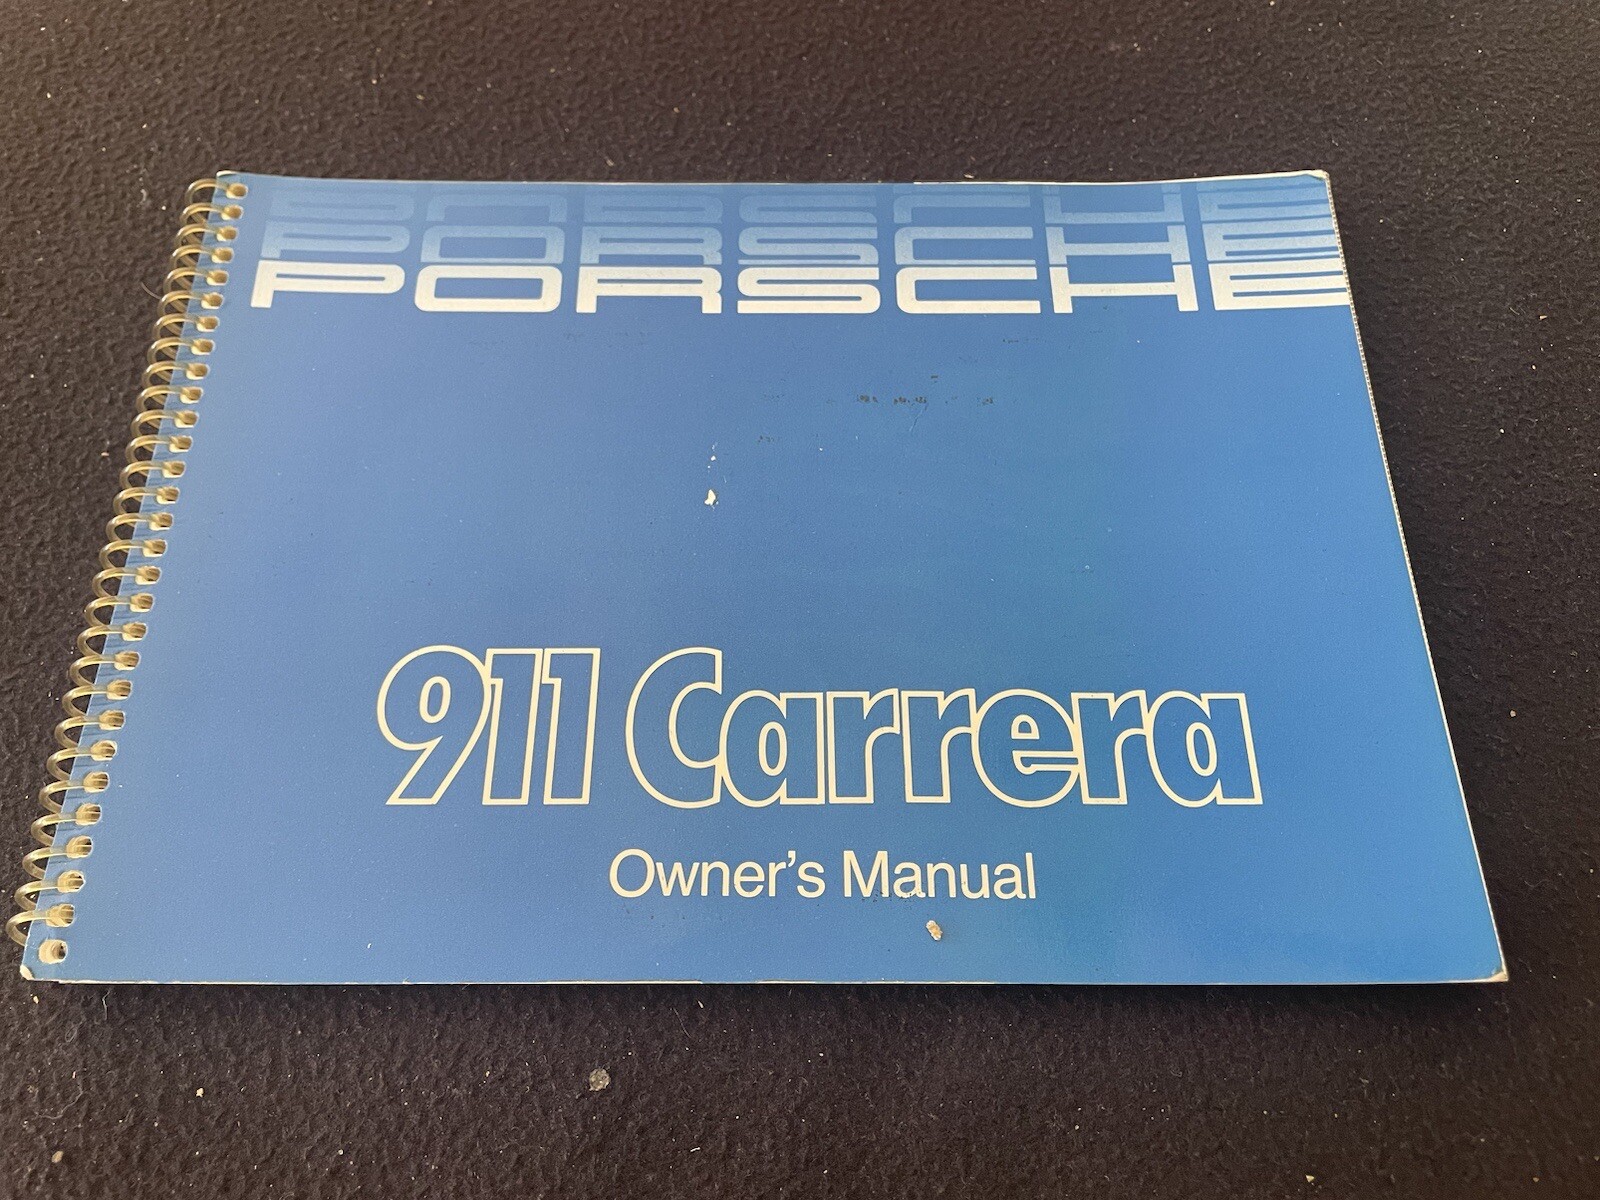 PORSCHE
PORSCHE
PORSCHE
911 Carrera
Owner's Manual